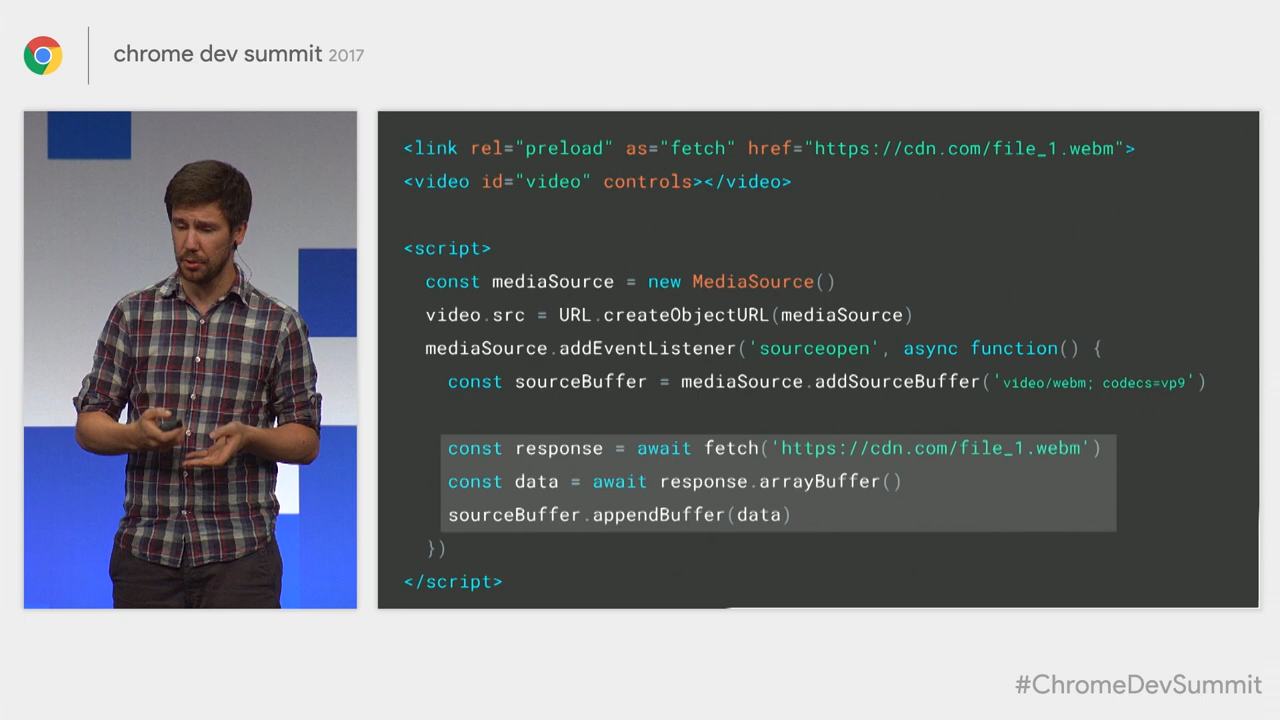 chrome dev summit 2017
<link rel="preload" as="fetch" href="https://cdn.com/file_1.webm">
<video id="video" controls></video>
<script>
const mediaSource = new MediaSource()
video.src = URL.createObjectURL(mediaSource)
mediaSource.addEventListener('sourceopen', async function() {
const sourceBuffer = mediaSource.addSourceBuffer('video/webm; codecs=vp9')
const response = await fetch('https://cdn.com/file_1.webm')
const data = await response.arrayBuffer()
sourceBuffer.appendBuffer(data)
})
</script>
#ChromeDevSummit